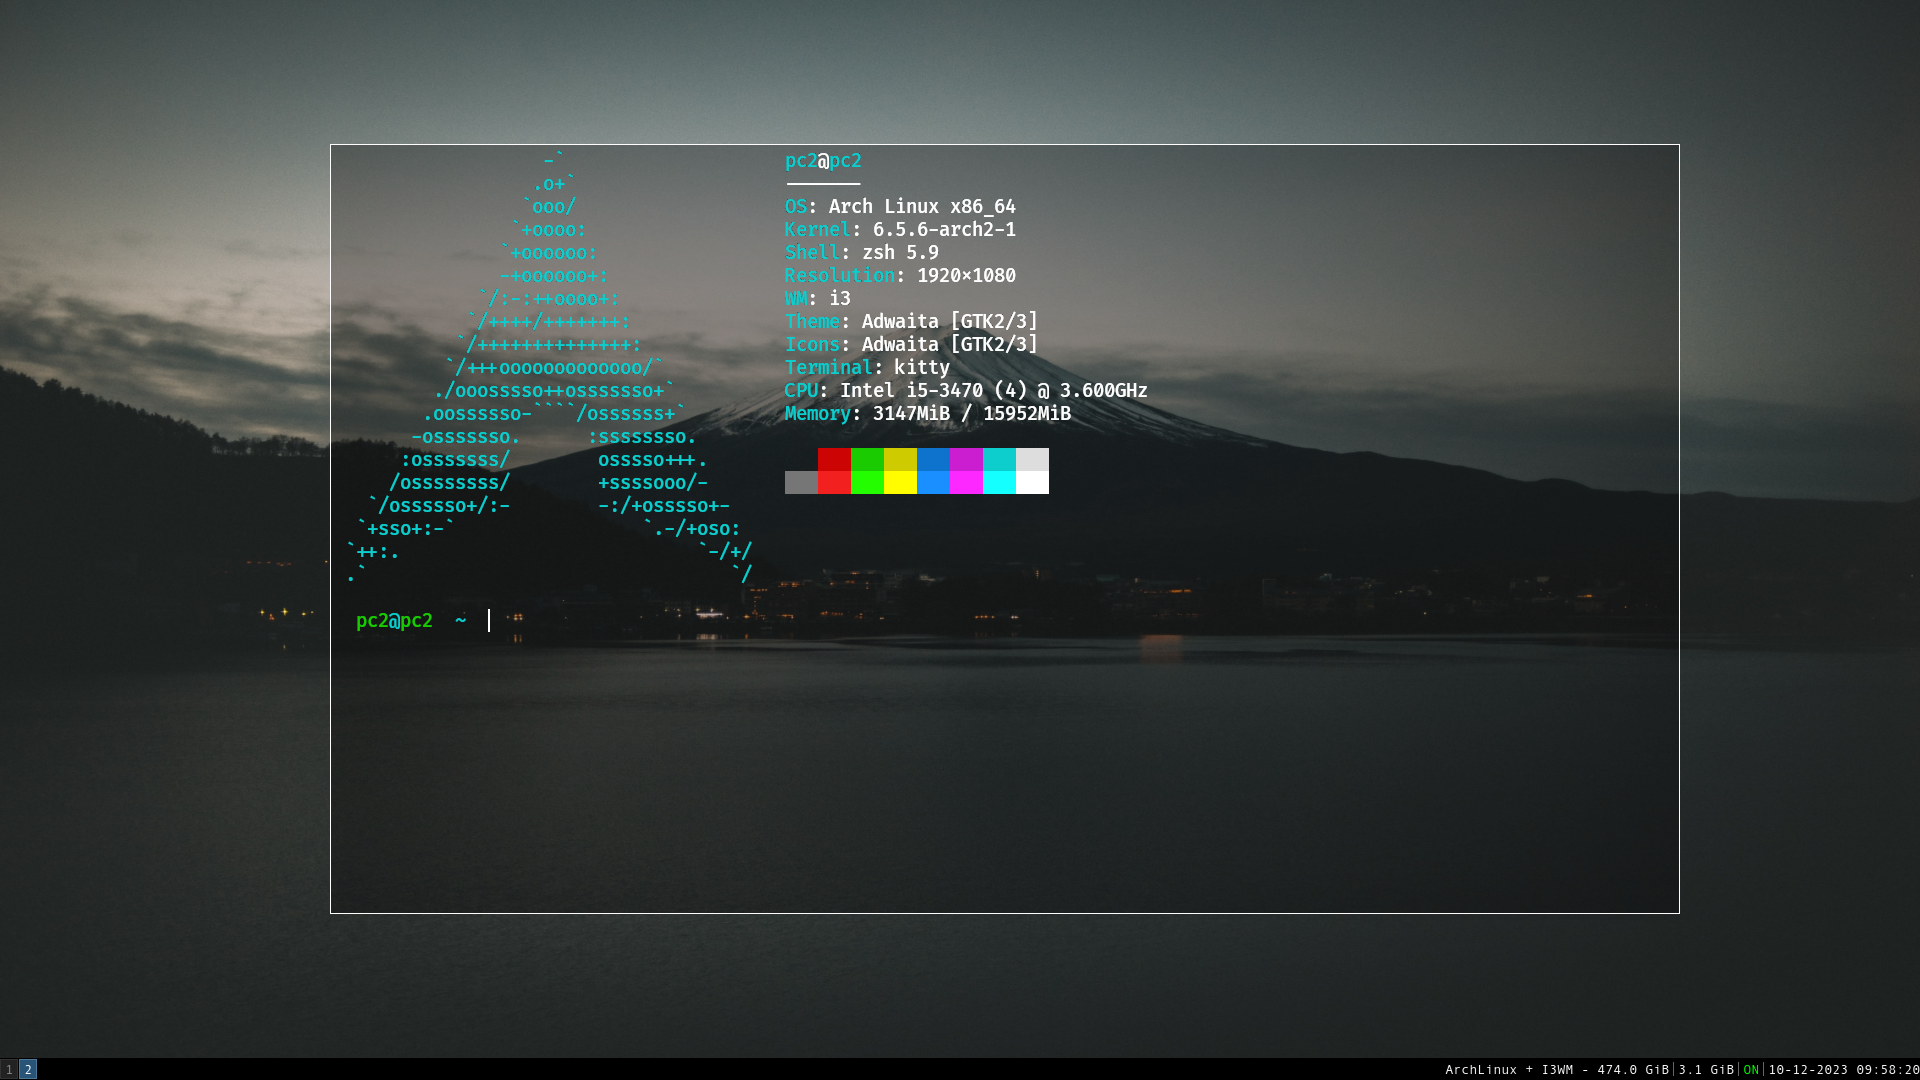 -`
.o+`
`ooo/
`+oooo:
`+oooooo:
-+oooooo+:
`/:-:++oooo+:
`/++++/+++++++:
`/++++++++++++++:
`/+++ooooooooooooo/`
./ooosssso++osssssso+`
.oossssso-````/ossssss+`
-osssssso.      :ssssssso.
:osssssss/        osssso+++.
/ossssssss/        +ssssooo/-
`/ossssso+/:-        -:/+osssso+-
`+sso+:-`                 `.-/+oso:
`++:.                           `-/+/
.`                                 `/
pc2@pc2
OS: Arch Linux x86_64
Kernel: 6.5.6-arch2-1
Shell: zsh 5.9
Resolution: 1920×1080
WM: i3
Theme: Adwaita [GTK2/3]
Icons: Adwaita [GTK2/3]
Terminal: kitty
CPU: Intel i5-3470 (4) @ 3.600GHz
Memory: 3147MiB / 15952MiB
pc2@pc2 ~
1 2
ArchLinux + I3WM - 474.0 GiB|3.1 GiB|ON|10-12-2023 09:58:20